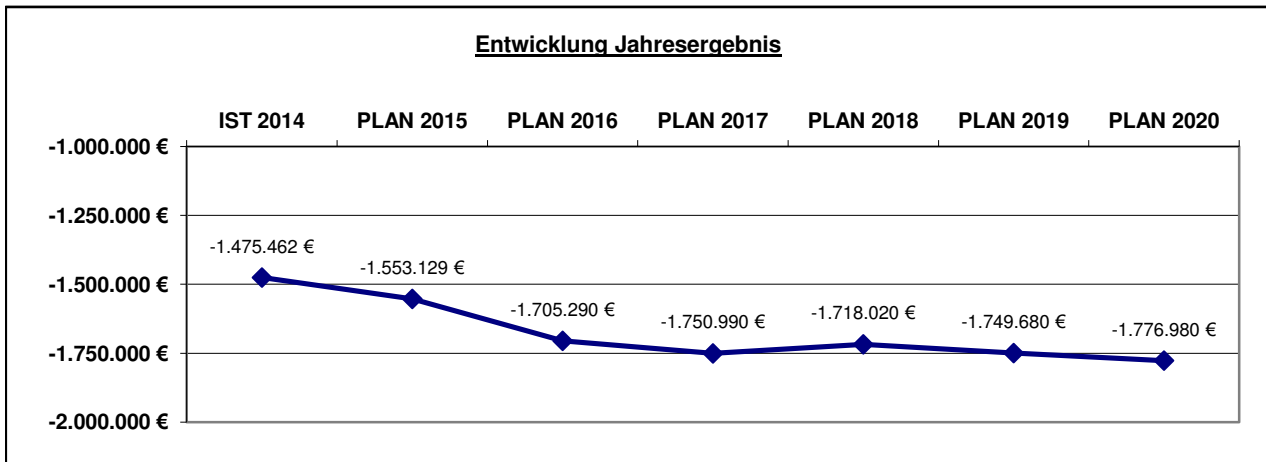 Entwicklung Jahresergebnis
IST 2014 PLAN 2015 PLAN 2016 PLAN 2017 PLAN 2018 PLAN 2019 PLAN 2020
-1.000.000 €
-1.250.000 €
-1.475.462 €
-1.553.129 €
-1.500.000 €
-1.705.290 € -1.750.990 € -1.718.020 € -1.749.680 € -1.776.980 €
-1.750.000 €
-2.000.000 €